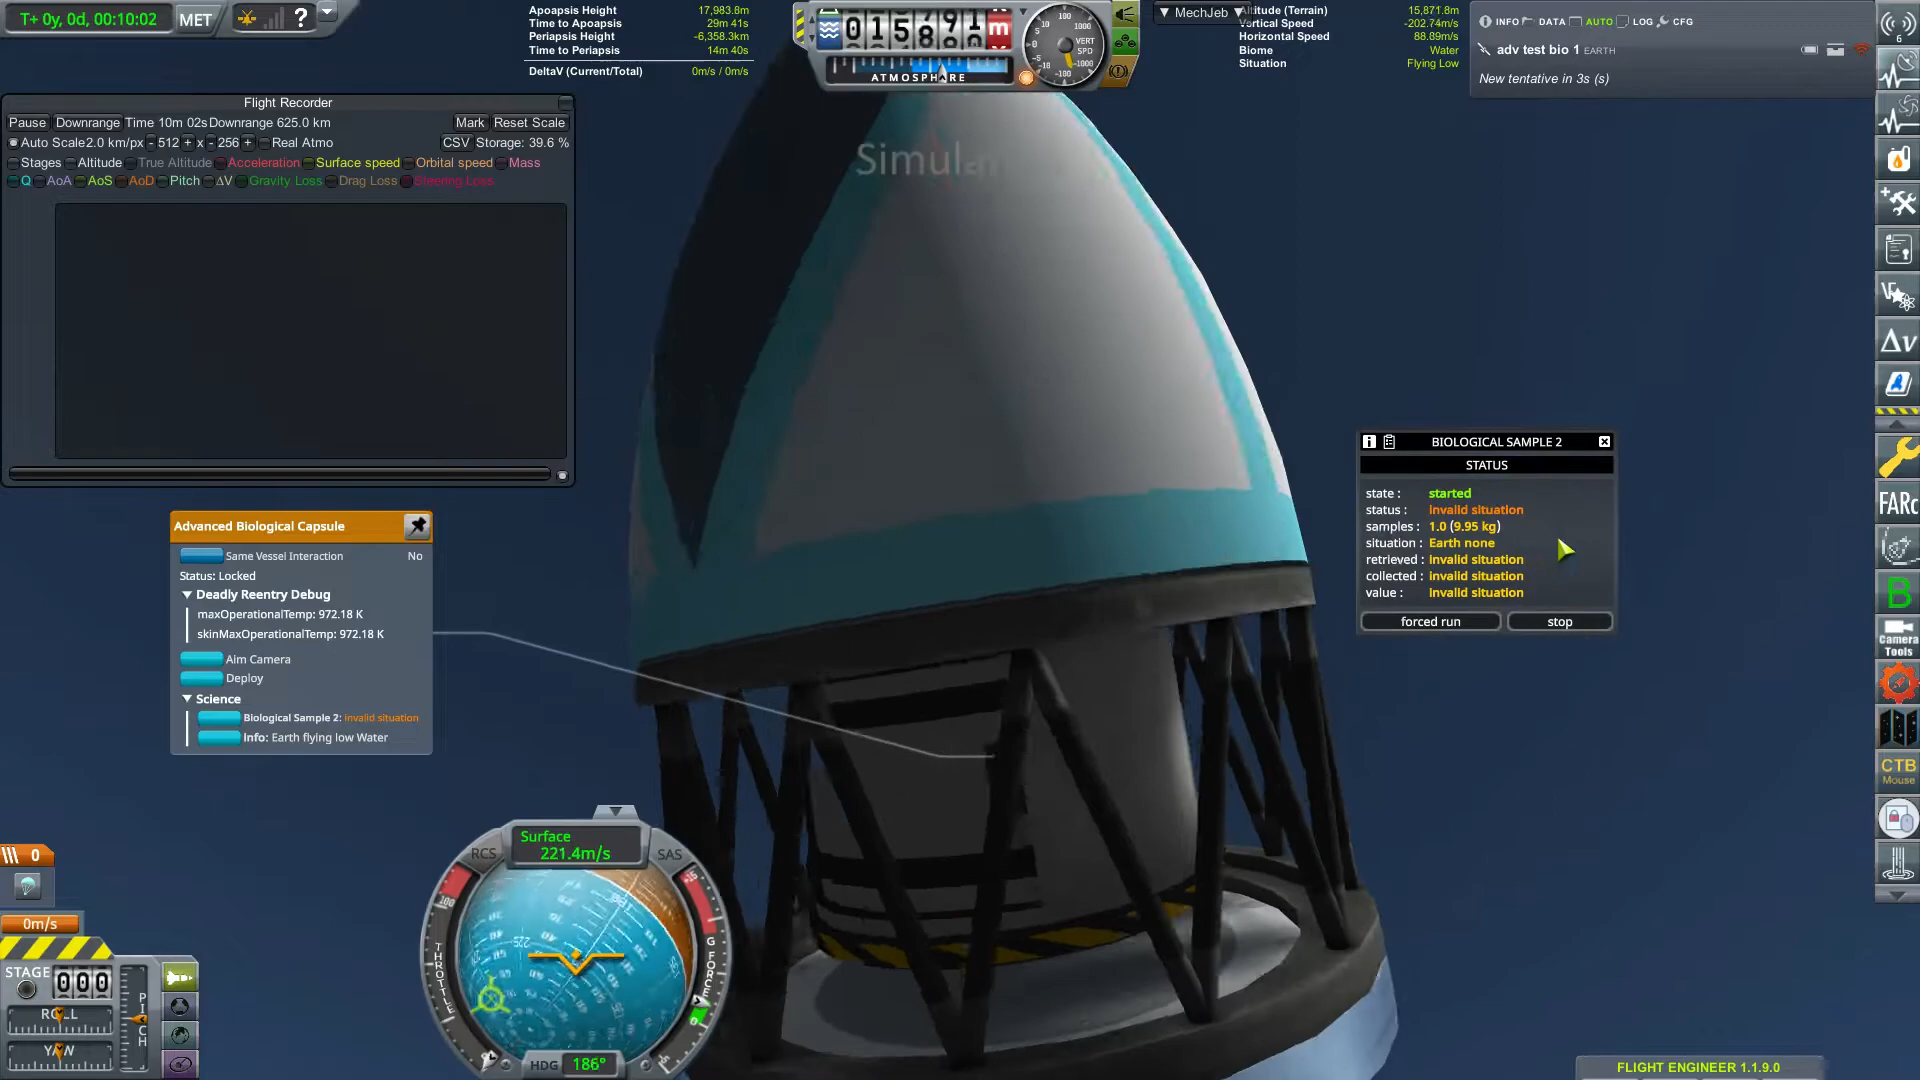 T+ 0y, 0d, 00:10:02
MET
?
Apoapsis Height 17,983.8m
Time to Apoapsis 29m 41s
Periapsis Height -6,358.3km
Time to Periapsis 14m 40s
DeltaV (Current/Total) 0m/s / 0m/s
m
ATMOSPHERE
VERT SPD
MechJeb
Altitude (Terrain) 15,871.8m
Vertical Speed -202.74m/s
Horizontal Speed 88.89m/s
Biome Water
Situation Flying Low
INFO DATA AUTO LOG CFG
adv test bio 1 EARTH
New tentative in 3s (s)
Flight Recorder
Pause Downrange Time 10m 02s Downrange 625.0 km Mark Reset Scale
Auto Scale 2.0 km/px - 512 + x - 256 + Real Atmo CSV Storage: 39.6 %
Stages Altitude True Altitude Acceleration Surface speed Orbital speed Mass
Q AoA AoS AoD Pitch ΔV Gravity Loss Drag Loss Steering Loss
Advanced Biological Capsule
Same Vessel Interaction No
Status: Locked
Deadly Reentry Debug
maxOperationalTemp: 972.18 K
skinMaxOperationalTemp: 972.18 K
Aim Camera
Deploy
Science
Biological Sample 2: invalid situation
Info: Earth flying low Water
BIOLOGICAL SAMPLE 2
STATUS
state : started
status : invalid situation
samples : 1.0 (9.95 kg)
situation : Earth none
retrieved : invalid situation
collected : invalid situation
value : invalid situation
forced run stop
6
Δv
FARc
B
Camera Tools
CTB Mouse
0
0m/s
STAGE 000
ROLL
YAW
PITCH
RCS
Surface
221.4m/s
SAS
THROTTLE
G FORCE
HDG 186°
FLIGHT ENGINEER 1.1.9.0